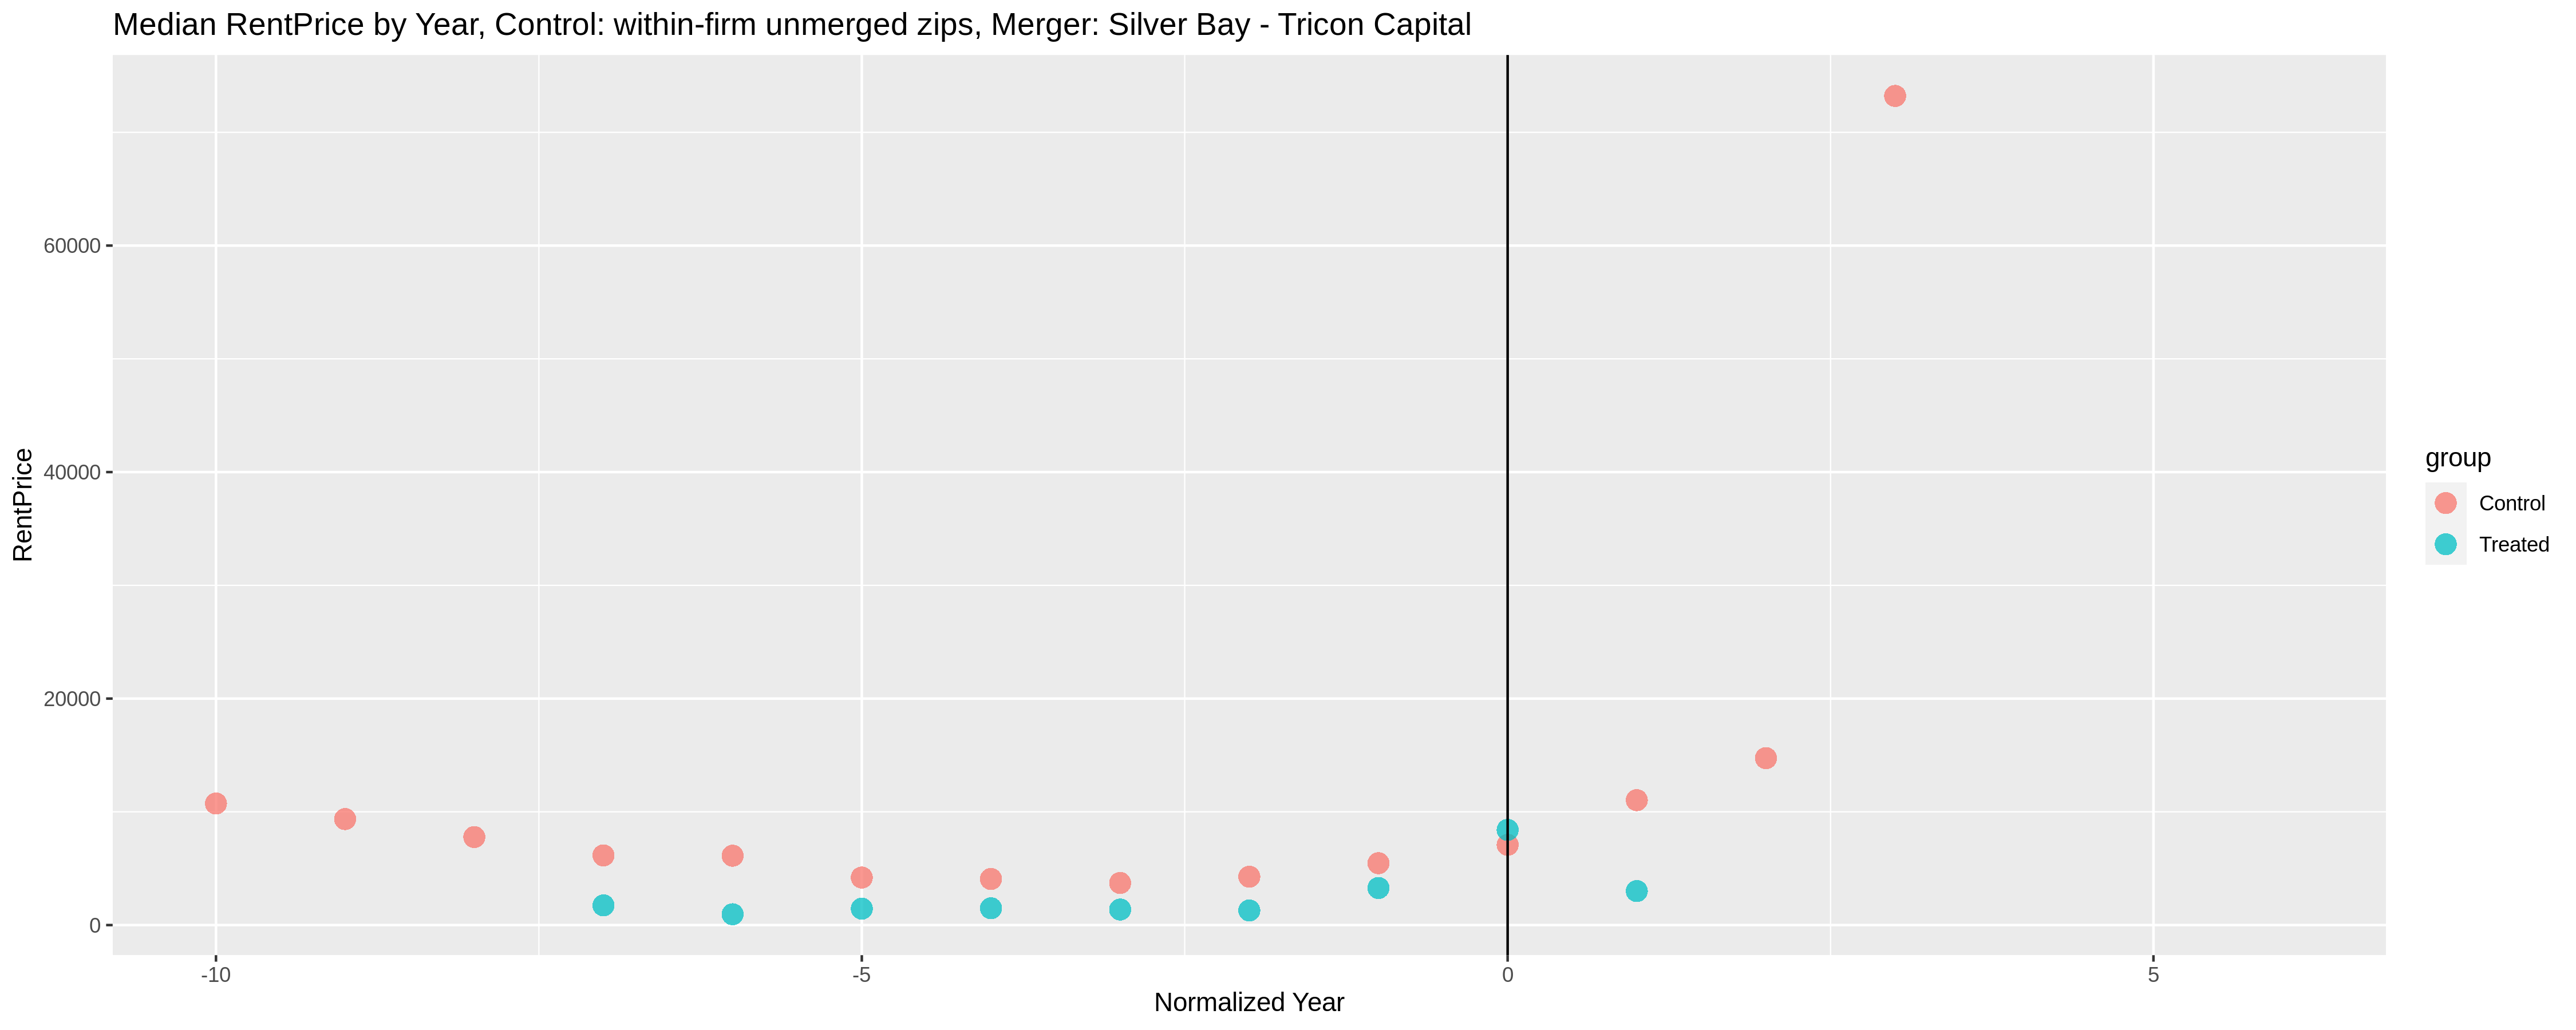 Median RentPrice by Year, Control: within-firm unmerged zips, Merger: Silver Bay - Tricon Capital
RentPrice
60000
40000
20000
0
-10
-5
0
5
Normalized Year
group
Control
Treated